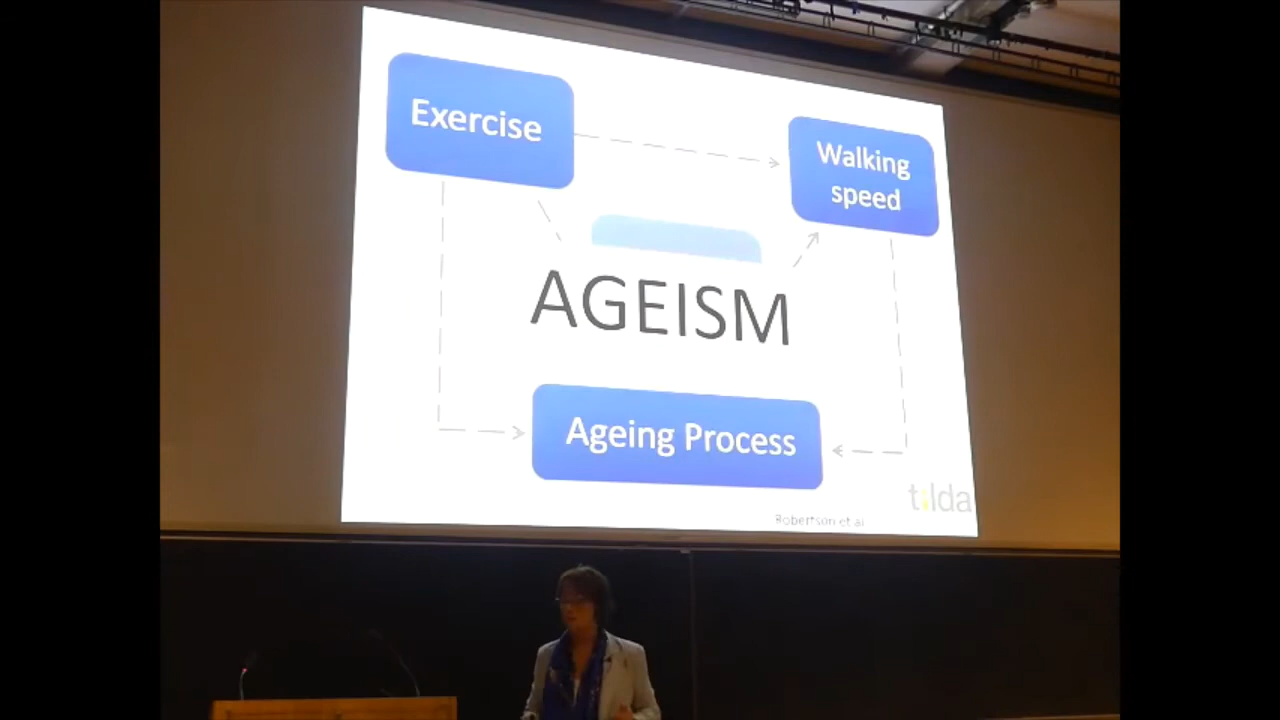 Exercise
Walking
speed
AGEISM
Ageing Process
tilda
Robertson et al